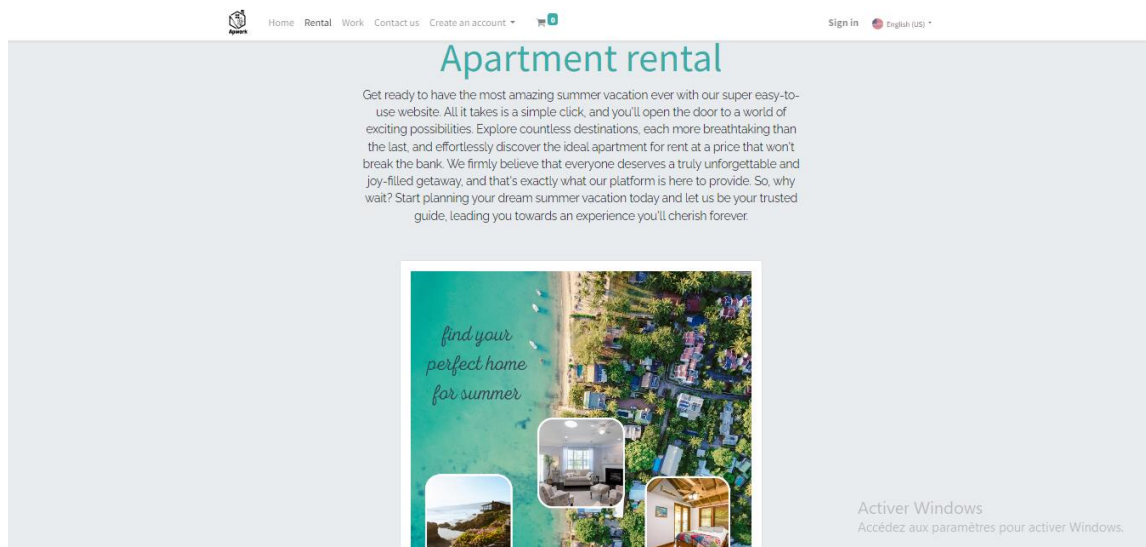 Apwork
Home Rental Work Contact us Create an account 0 Sign in English (US)
Apartment rental
Get ready to have the most amazing summer vacation ever with our super easy-to-
use website. All it takes is a simple click, and you'll open the door to a world of
exciting possibilities. Explore countless destinations, each more breathtaking than
the last, and effortlessly discover the ideal apartment for rent at a price that won't
break the bank. We firmly believe that everyone deserves a truly unforgettable and
joy-filled getaway, and that's exactly what our platform is here to provide. So, why
wait? Start planning your dream summer vacation today and let us be your trusted
guide, leading you towards an experience you'll cherish forever.
find your
perfect home
for summer
Activer Windows
Accédez aux paramètres pour activer Windows.